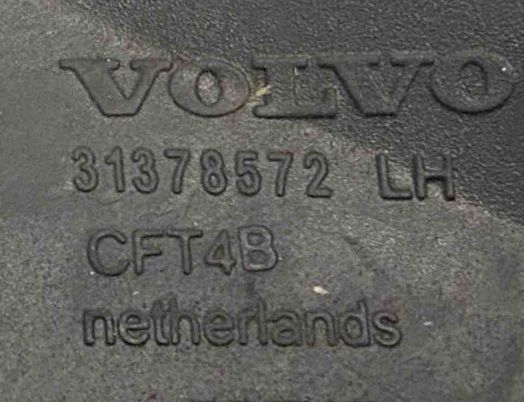 VOLVO
31378572 LH
CFT4B
netherlands